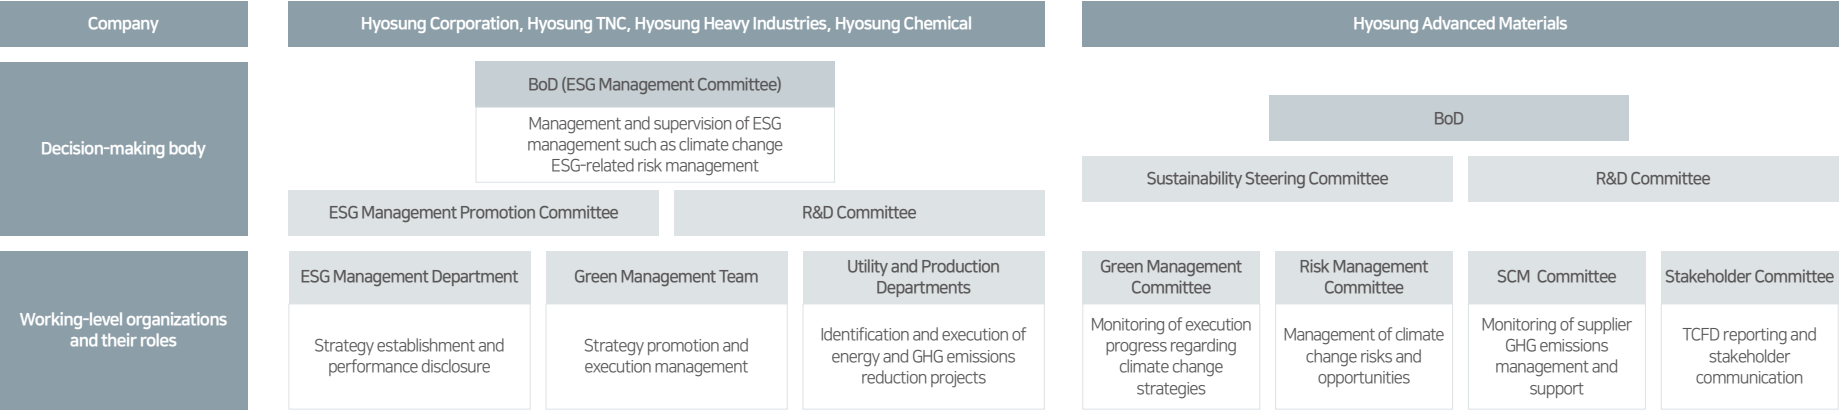 Company
Hyosung Corporation, Hyosung TNC, Hyosung Heavy Industries, Hyosung Chemical
Hyosung Advanced Materials
Decision-making body
BoD (ESG Management Committee)
Management and supervision of ESG
management such as climate change
ESG-related risk management
ESG Management Promotion Committee
R&D Committee
BoD
Sustainability Steering Committee
R&D Committee
Working-level organizations
and their roles
ESG Management Department
Strategy establishment and
performance disclosure
Green Management Team
Strategy promotion and
execution management
Utility and Production
Departments
Identification and execution of
energy and GHG emissions
reduction projects
Green Management
Committee
Monitoring of execution
progress regarding
climate change
strategies
Risk Management
Committee
Management of climate
change risks and
opportunities
SCM Committee
Monitoring of supplier
GHG emissions
management and
support
Stakeholder Committee
TCFD reporting and
stakeholder
communication